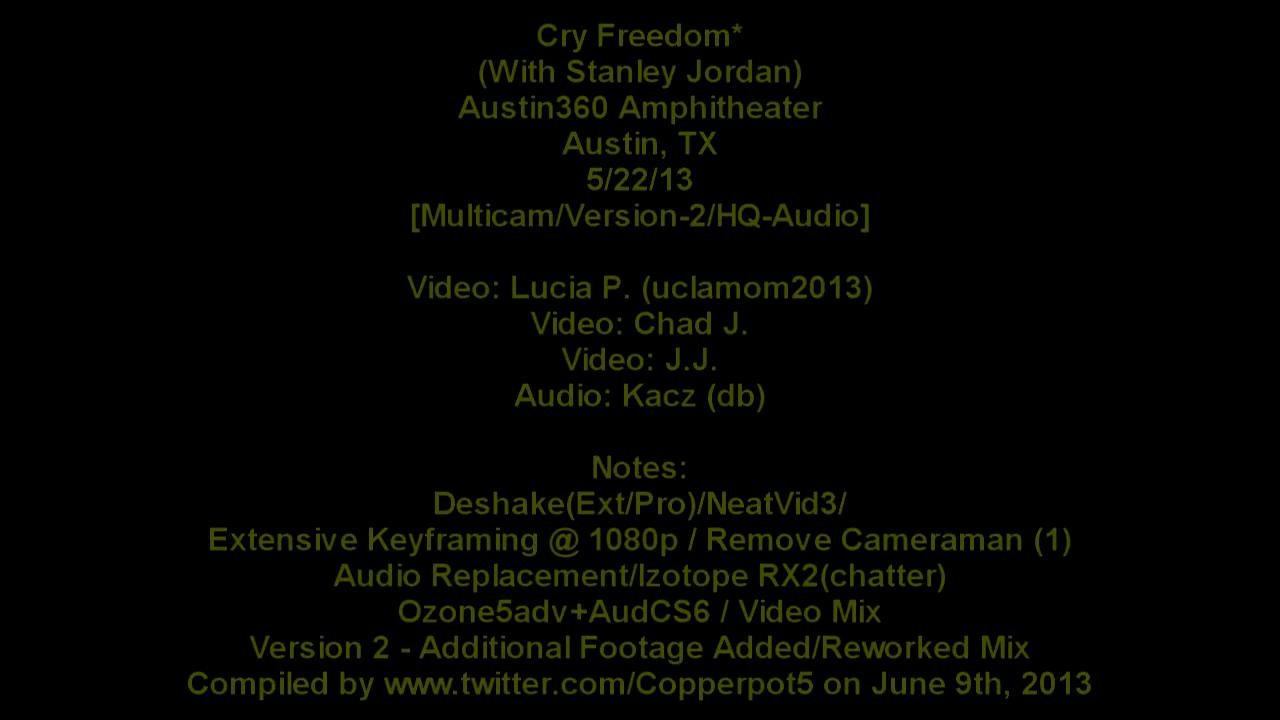 Cry Freedom*
(With Stanley Jordan)
Austin360 Amphitheater
Austin, TX
5/22/13
[Multicam/Version-2/HQ-Audio]
Video: Lucia P. (uclamom2013)
Video: Chad J.
Video: J.J.
Audio: Kacz (db)
Notes:
Deshake(Ext/Pro)/NeatVid3/
Extensive Keyframing @ 1080p / Remove Cameraman (1)
Audio Replacement/Izotope RX2(chatter)
Ozone5adv+AudCS6 / Video Mix
Version 2 - Additional Footage Added/Reworked Mix
Compiled by www.twitter.com/Copperpot5 on June 9th, 2013